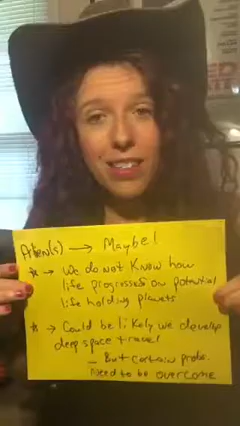 Alien(s) → Maybe!
* → We do not know how
life progresses on potential
life holding planets
* → Could be likely we develop
deep space travel
- But certain probs.
need to be overcome